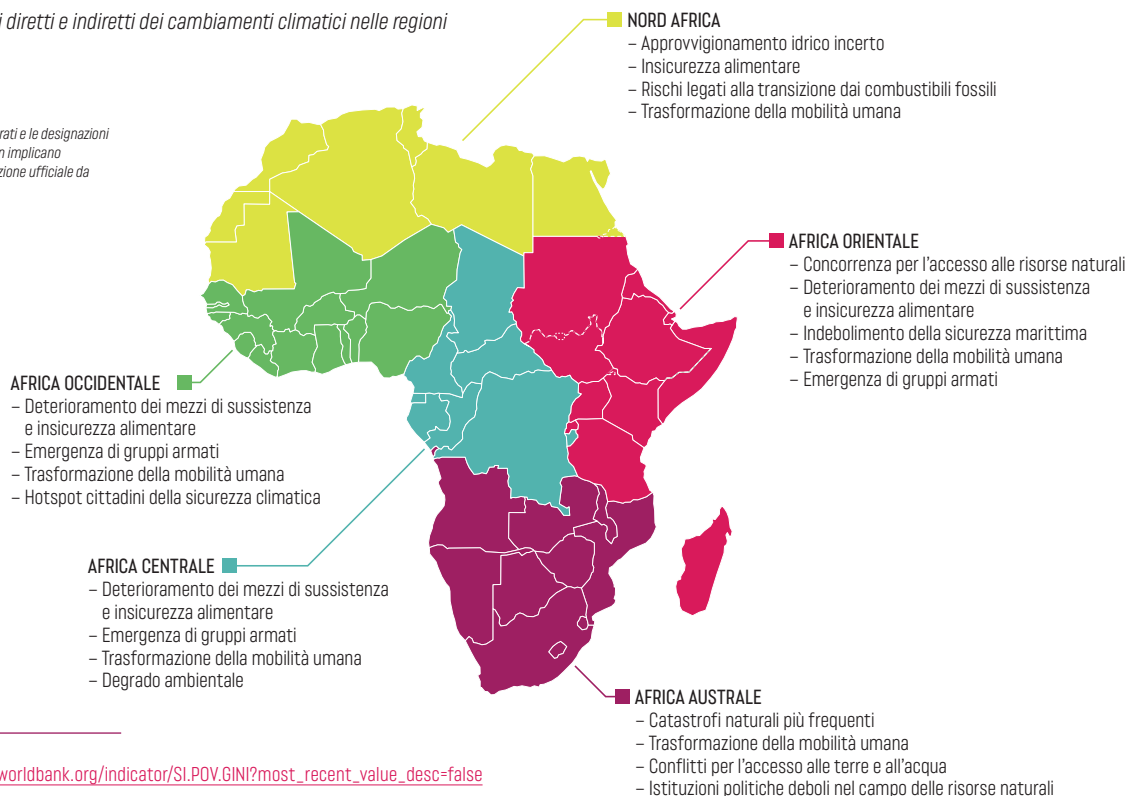 i diretti e indiretti dei cambiamenti climatici nelle regioni
rati e le designazioni
n implicano
zione ufficiale da
NORD AFRICA
– Approvvigionamento idrico incerto
– Insicurezza alimentare
– Rischi legati alla transizione dai combustibili fossili
– Trasformazione della mobilità umana
AFRICA ORIENTALE
– Concorrenza per l'accesso alle risorse naturali
– Deterioramento dei mezzi di sussistenza
e insicurezza alimentare
– Indebolimento della sicurezza marittima
– Trasformazione della mobilità umana
– Emergenza di gruppi armati
AFRICA OCCIDENTALE
– Deterioramento dei mezzi di sussistenza
e insicurezza alimentare
– Emergenza di gruppi armati
– Trasformazione della mobilità umana
– Hotspot cittadini della sicurezza climatica
AFRICA CENTRALE
– Deterioramento dei mezzi di sussistenza
e insicurezza alimentare
– Emergenza di gruppi armati
– Trasformazione della mobilità umana
– Degrado ambientale
AFRICA AUSTRALE
– Catastrofi naturali più frequenti
– Trasformazione della mobilità umana
– Conflitti per l'accesso alle terre e all'acqua
– Istituzioni politiche deboli nel campo delle risorse naturali
worldbank.org/indicator/SI.POV.GINI?most_recent_value_desc=false